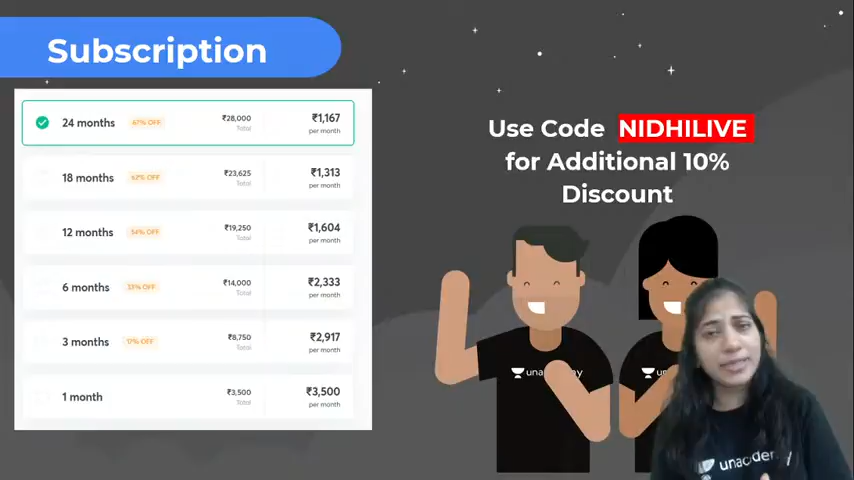 Subscription
24 months 67% OFF ₹28,000 ₹1,167
Total per month
18 months 62% OFF ₹23,625 ₹1,313
Total per month
12 months 54% OFF ₹19,250 ₹1,604
Total per month
6 months 33% OFF ₹14,000 ₹2,333
Total per month
3 months 17% OFF ₹8,750 ₹2,917
Total per month
1 month ₹3,500 ₹3,500
Total per month
Use Code NIDHILIVE
for Additional 10%
Discount